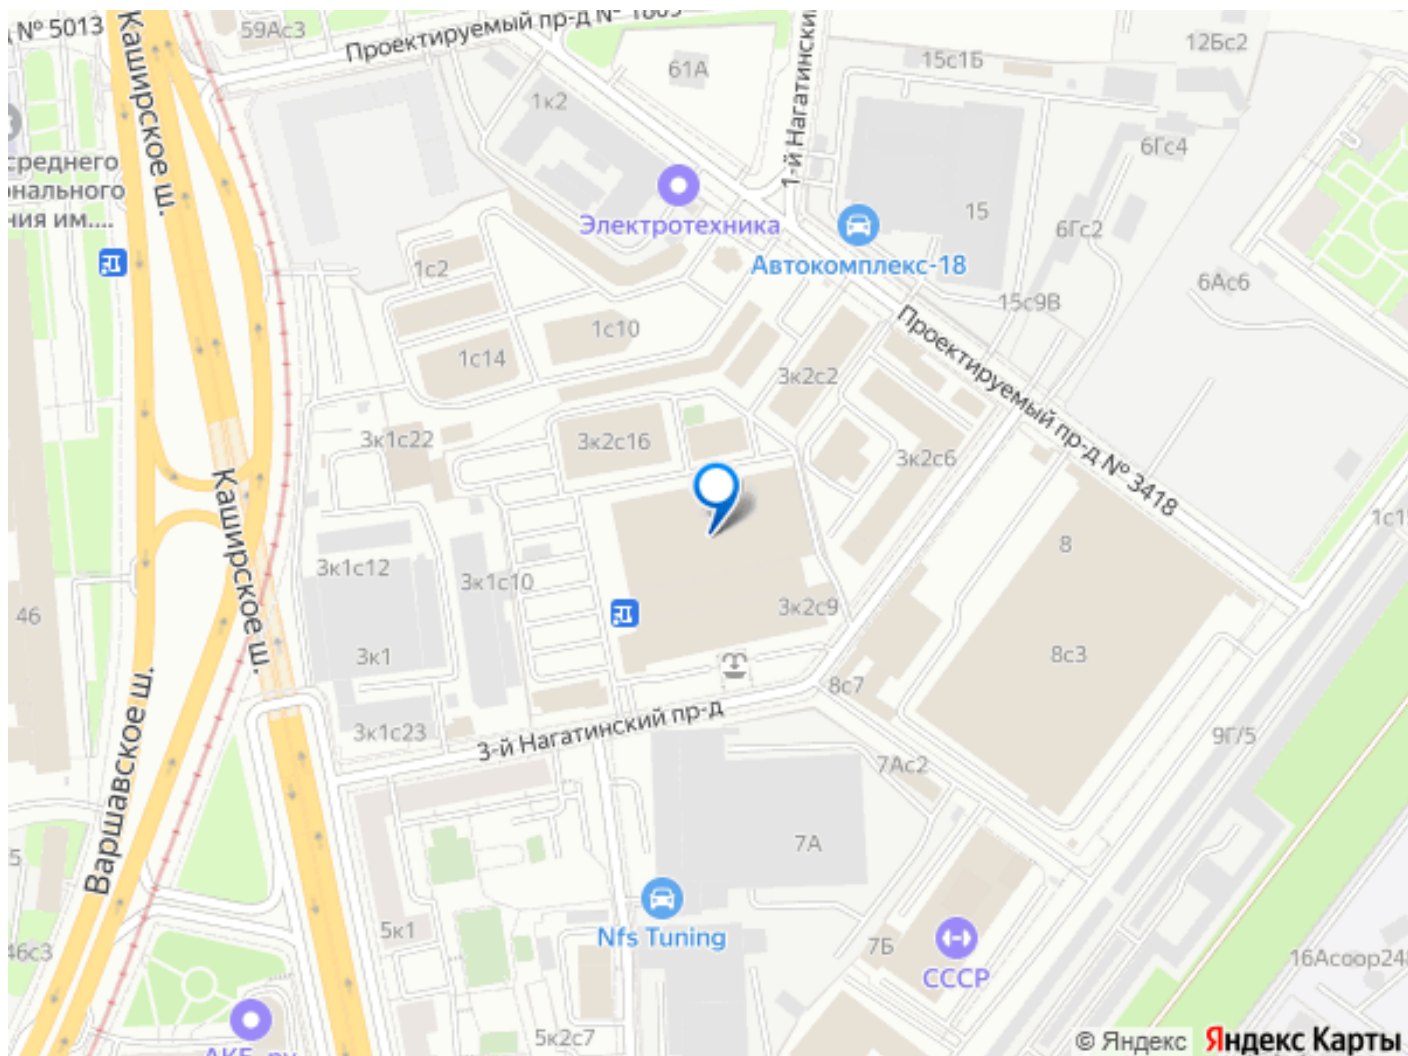 № 5013
59Ас3
Проектируемый пр-д №
61А
1-й Нагатинский
15с1Б
12Бс2
Каширское ш.
1к2
6Гс4
среднего
онального
ния им....
Электротехника
15
6Гс2
Автокомплекс-18
1с2
6Ас6
15с9В
1с10
1с14
Проектируемый пр-д № 3418
3к2с2
3к1с22
3к2с16
3к2с6
Каширское ш.
8
3к1с12
3к1с10
3к2с9
46
3к1
8с3
8с7
Варшавское ш.
3к1с23
3-й Нагатинский пр-д
9Г/5
7Ас2
7А
5
5к1
Nfs Tuning
7Б
СССР
46с3
16Асоор248
5к2с7
© Яндекс Яндекс Карты